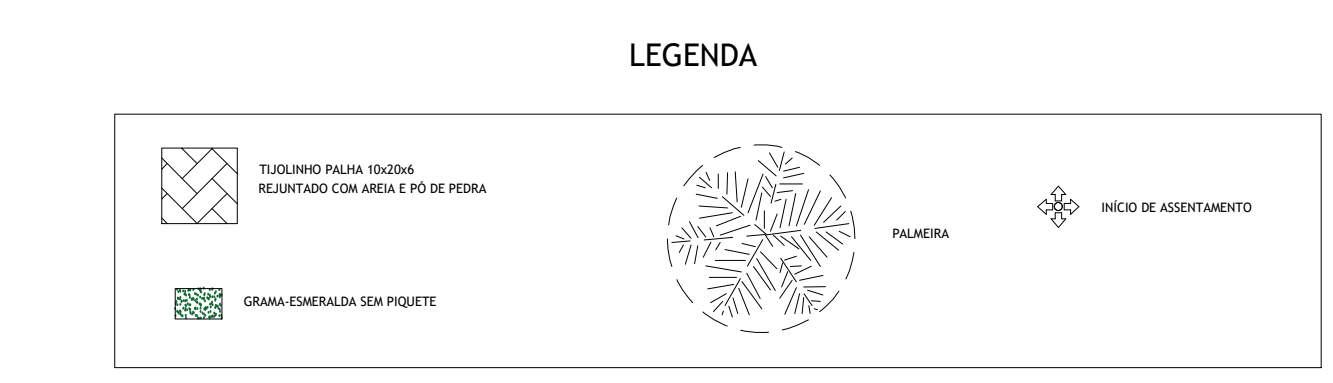 LEGENDA
TIJOLINHO PALHA 10x20x6
REJUNTADO COM AREIA E PÓ DE PEDRA
GRAMA-ESMERALDA SEM PIQUETE
PALMEIRA
INÍCIO DE ASSENTAMENTO